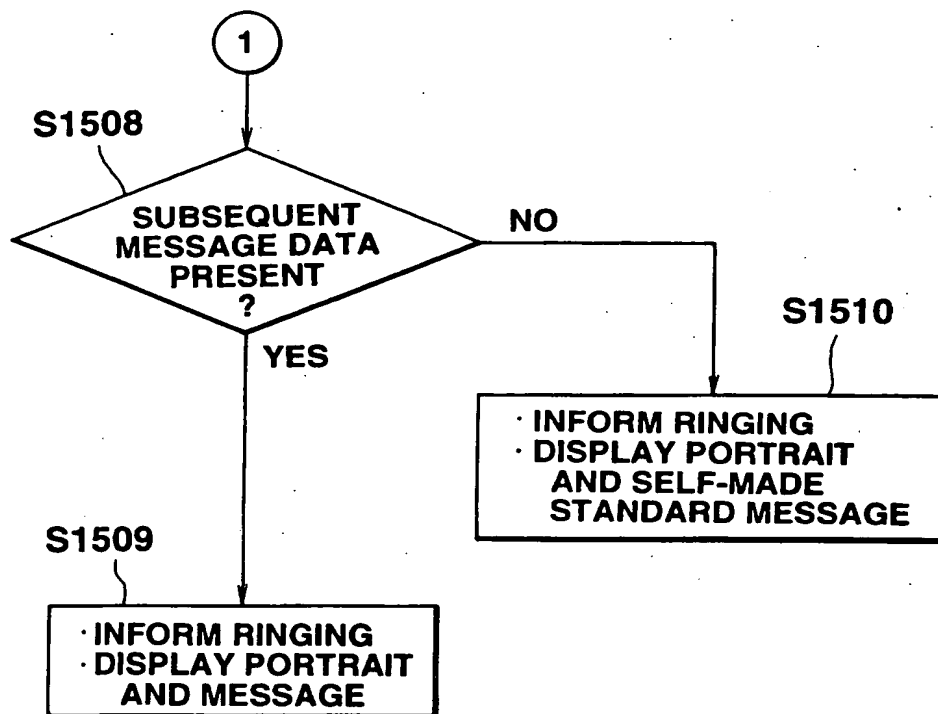 1
S1508
SUBSEQUENT
MESSAGE DATA
PRESENT
?
NO
YES
S1510
· INFORM RINGING
· DISPLAY PORTRAIT
AND SELF-MADE
STANDARD MESSAGE
S1509
· INFORM RINGING
· DISPLAY PORTRAIT
AND MESSAGE